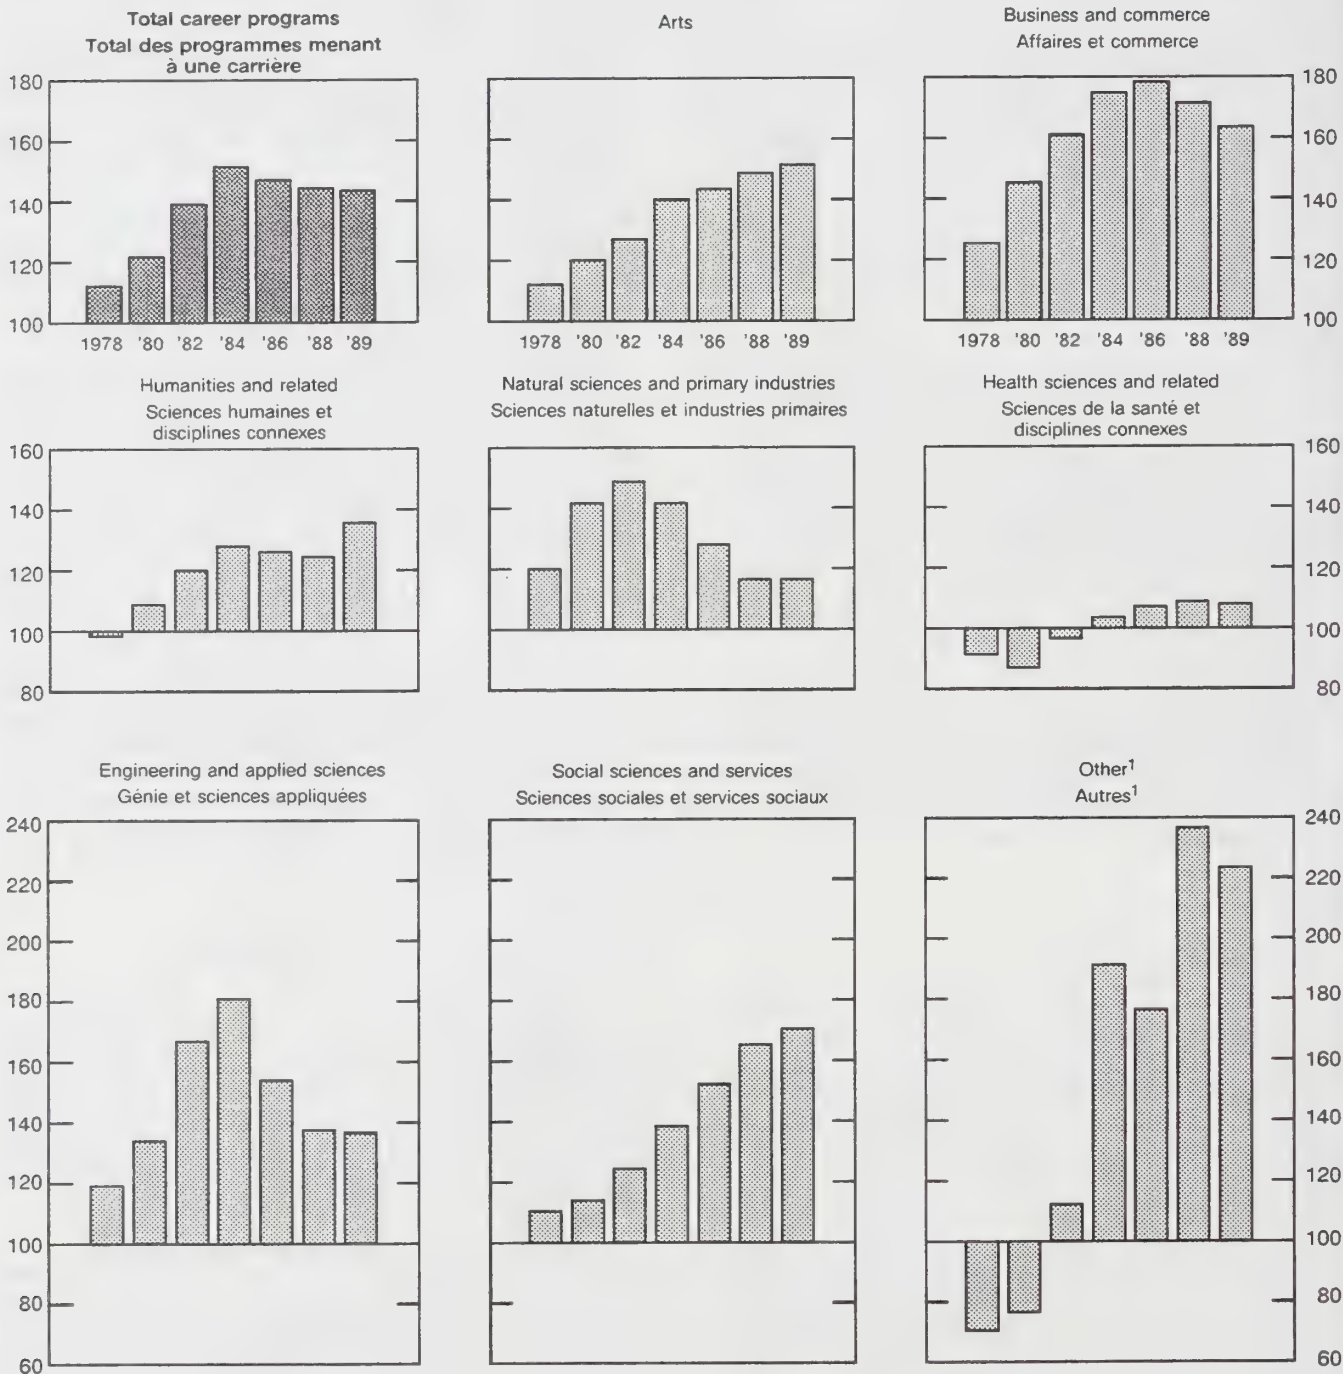 Total career programs
Total des programmes menant
à une carrière
180
160
140
120
100
1978 '80 '82 '84 '86 '88 '89
Arts
1978 '80 '82 '84 '86 '88 '89
Business and commerce
Affaires et commerce
180
160
140
120
100
1978 '80 '82 '84 '86 '88 '89
Humanities and related
Sciences humaines et
disciplines connexes
160
140
120
100
80
Natural sciences and primary industries
Sciences naturelles et industries primaires
Health sciences and related
Sciences de la santé et
disciplines connexes
160
140
120
100
80
Engineering and applied sciences
Génie et sciences appliquées
240
220
200
180
160
140
120
100
80
60
Social sciences and services
Sciences sociales et services sociaux
Other¹
Autres¹
240
220
200
180
160
140
120
100
80
60